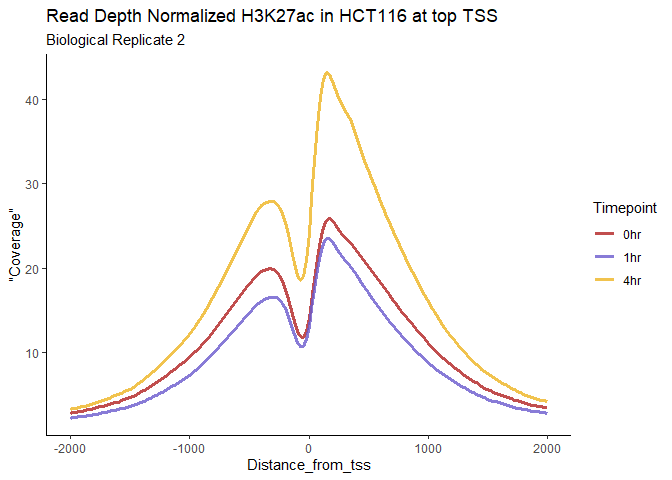 Read Depth Normalized H3K27ac in HCT116 at top TSS
Biological Replicate 2
"Coverage"
40
30
20
10
-2000
-1000
0
1000
2000
Distance_from_tss
Timepoint
0hr
1hr
4hr